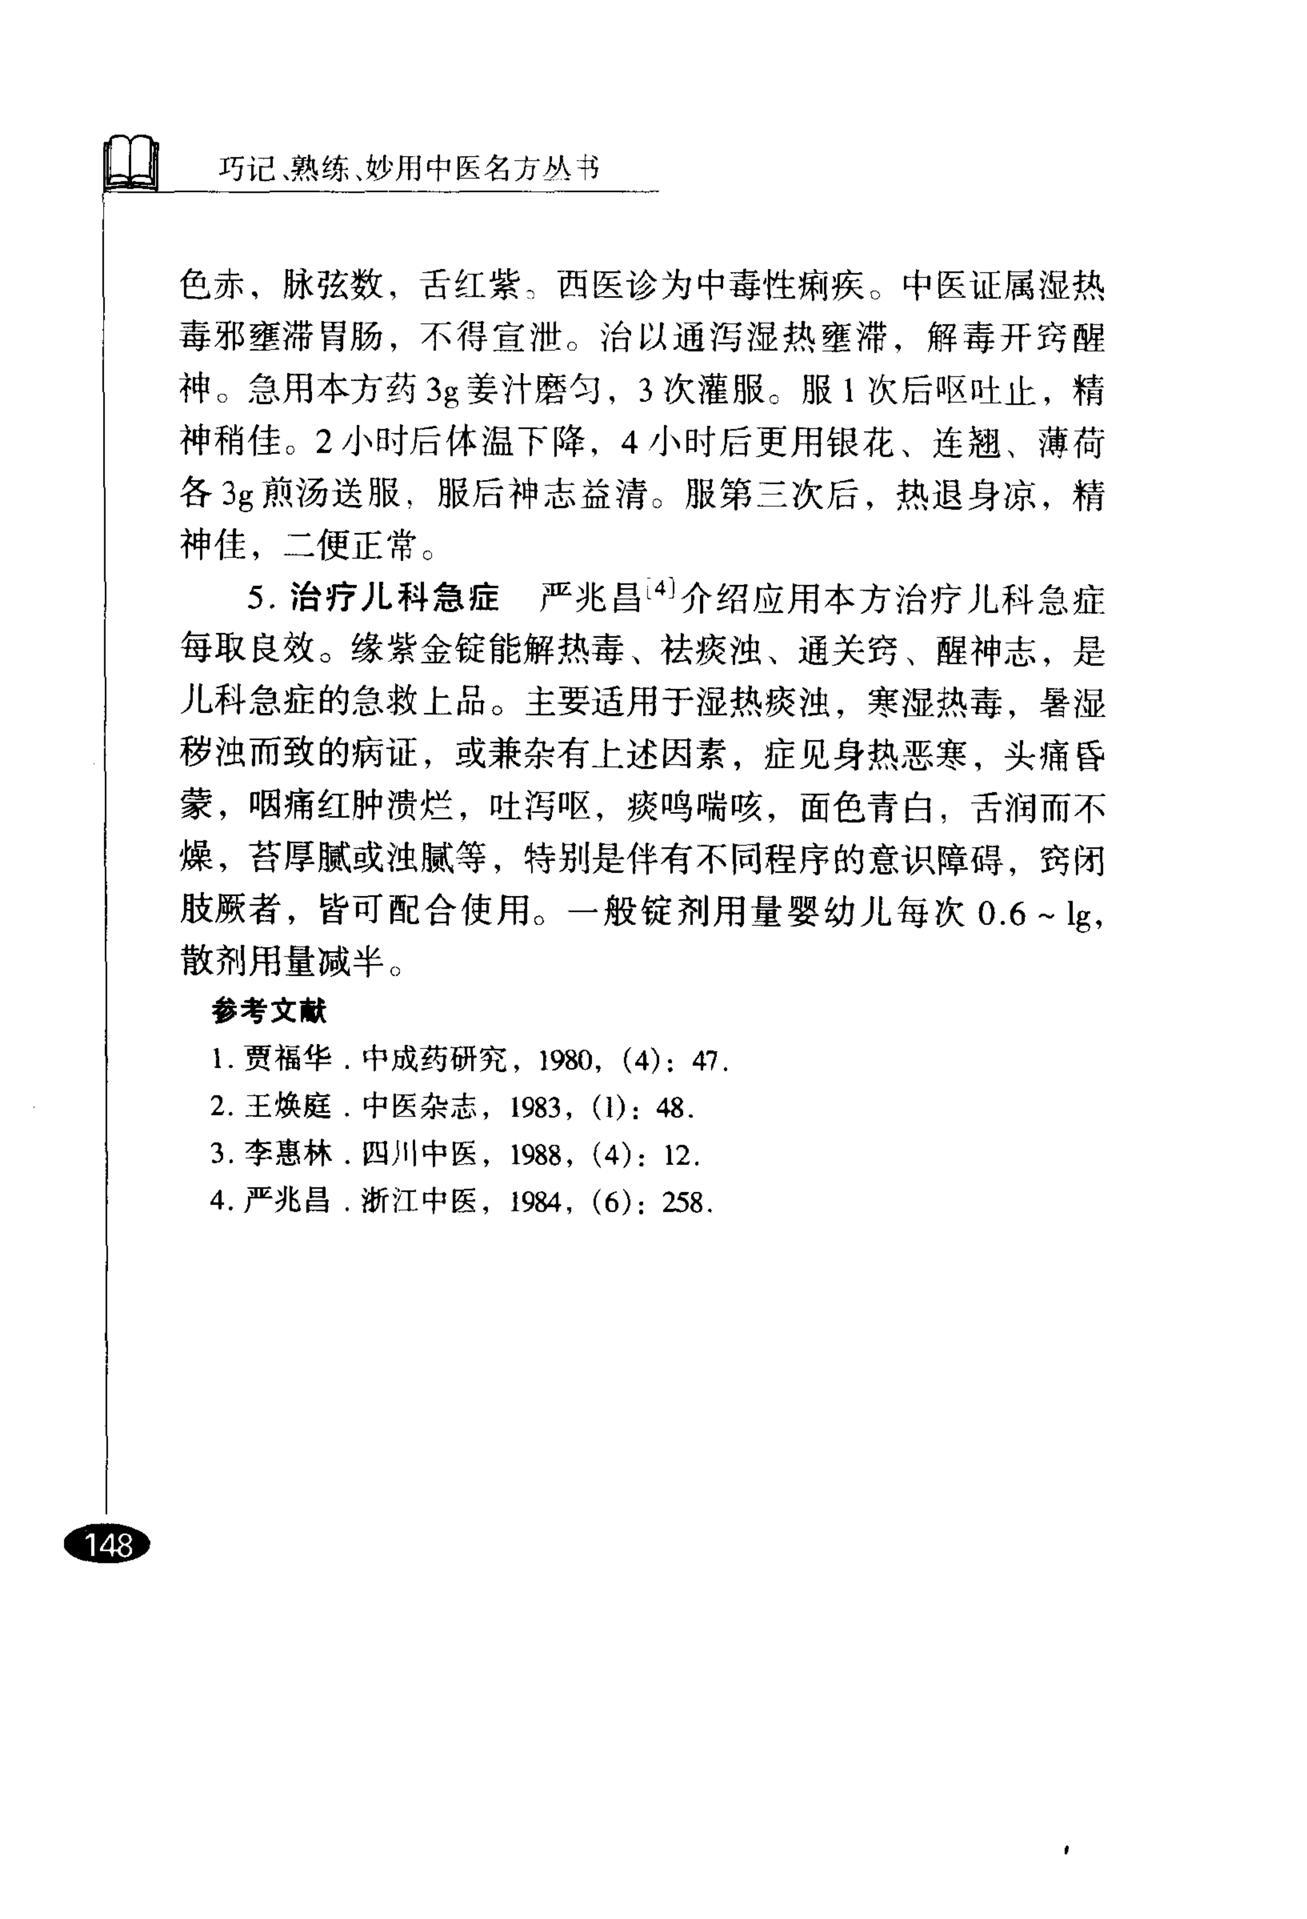 巧记、熟练、妙用中医名方丛书
色赤，脉弦数，舌红紫。西医诊为中毒性痢疾。中医证属湿热
毒邪壅滞胃肠，不得宣泄。治以通泻湿热壅滞，解毒开窍醒
神。急用本方药3g姜汁磨匀，3次灌服。服1次后呕吐止，精
神稍佳。2小时后体温下降，4小时后更用银花、连翘、薄荷
各3g煎汤送服，服后神志益清。服第三次后，热退身凉，精
神佳，二便正常。
5. 治疗儿科急症　严兆昌[4]介绍应用本方治疗儿科急症
每取良效。缘紫金锭能解热毒、祛痰浊、通关窍、醒神志，是
儿科急症的急救上品。主要适用于湿热痰浊，寒湿热毒，暑湿
秽浊而致的病证，或兼杂有上述因素，症见身热恶寒，头痛昏
蒙，咽痛红肿溃烂，吐泻呕，痰鸣喘咳，面色青白，舌润而不
燥，苔厚腻或浊腻等，特别是伴有不同程序的意识障碍，窍闭
肢厥者，皆可配合使用。一般锭剂用量婴幼儿每次 0.6～1g，
散剂用量减半。
参考文献
1. 贾福华．中成药研究，1980，(4)：47.
2. 王焕庭．中医杂志，1983，(1)：48.
3. 李惠林．四川中医，1988，(4)：12.
4. 严兆昌．浙江中医，1984，(6)：258.
148